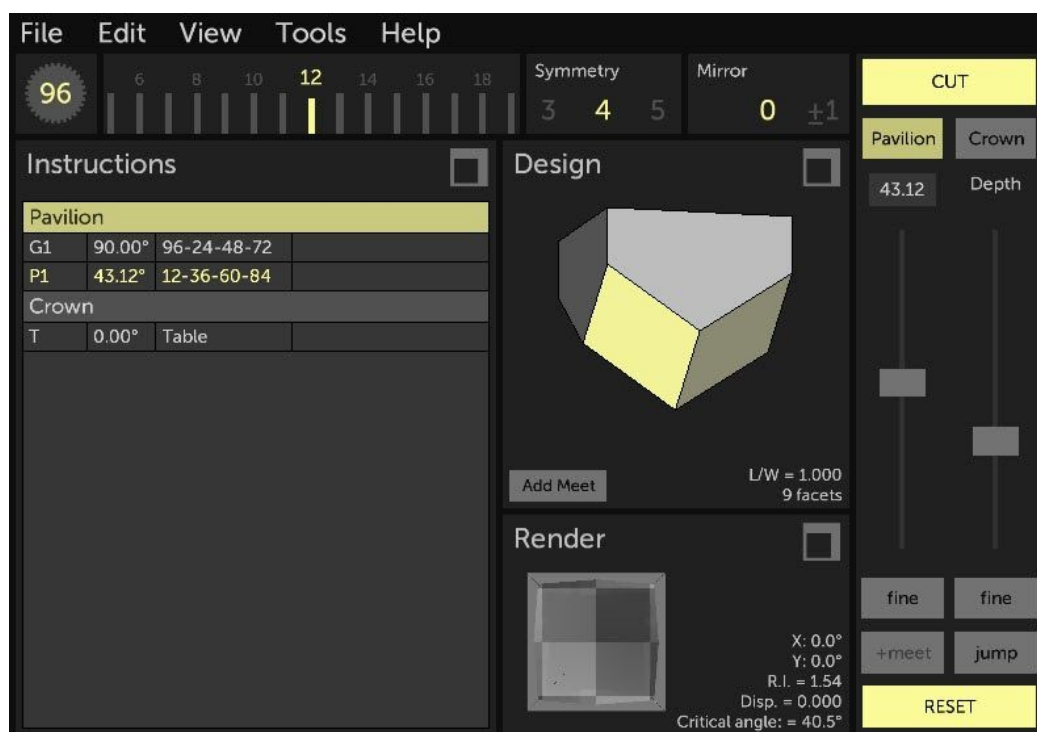 File Edit View Tools Help
96
6 8 10 12 14 16 18
Symmetry
3 4 5
Mirror
0 ±1
CUT
Pavilion Crown
43.12 Depth
Instructions
Pavilion
G1 90.00° 96-24-48-72
P1 43.12° 12-36-60-84
Crown
T 0.00° Table
Design
Add Meet
L/W = 1.000
9 facets
Render
X: 0.0°
Y: 0.0°
R.I. = 1.54
Disp. = 0.000
Critical angle: = 40.5°
fine fine
+meet jump
RESET